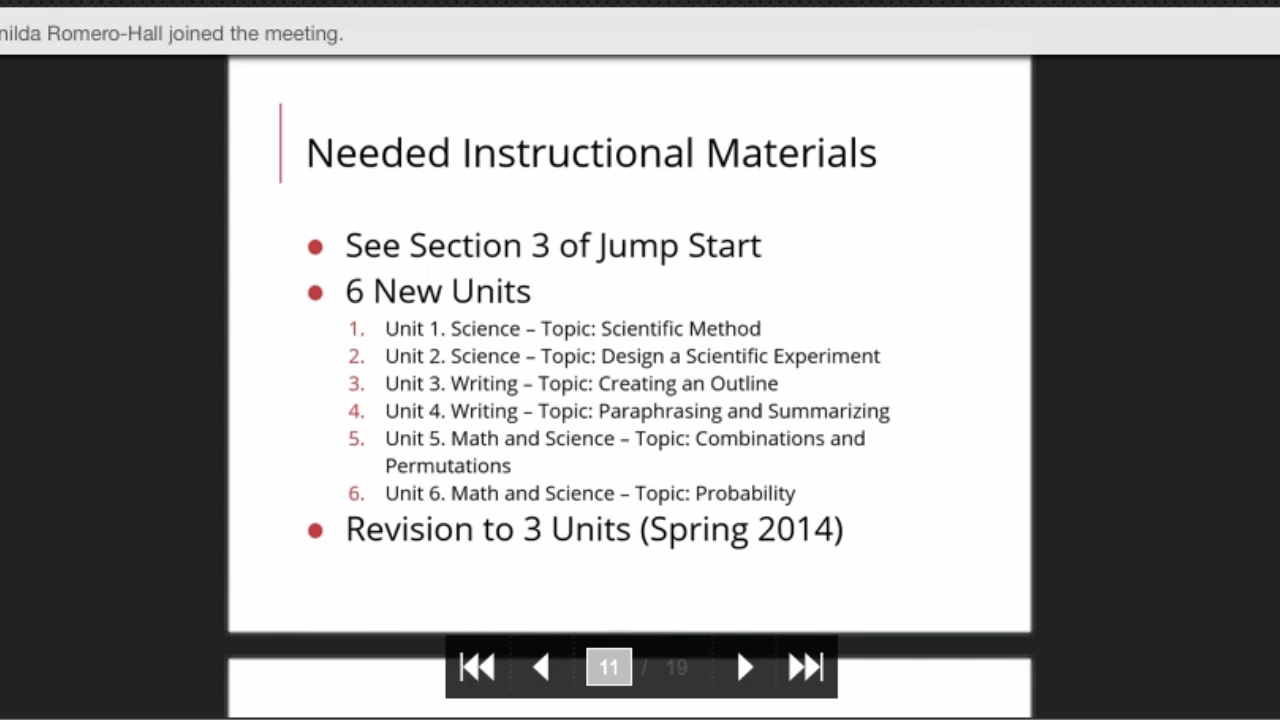 nilda Romero-Hall joined the meeting.
Needed Instructional Materials
See Section 3 of Jump Start
6 New Units
1. Unit 1. Science – Topic: Scientific Method
2. Unit 2. Science – Topic: Design a Scientific Experiment
3. Unit 3. Writing – Topic: Creating an Outline
4. Unit 4. Writing – Topic: Paraphrasing and Summarizing
5. Unit 5. Math and Science – Topic: Combinations and
Permutations
6. Unit 6. Math and Science – Topic: Probability
Revision to 3 Units (Spring 2014)
11 / 19